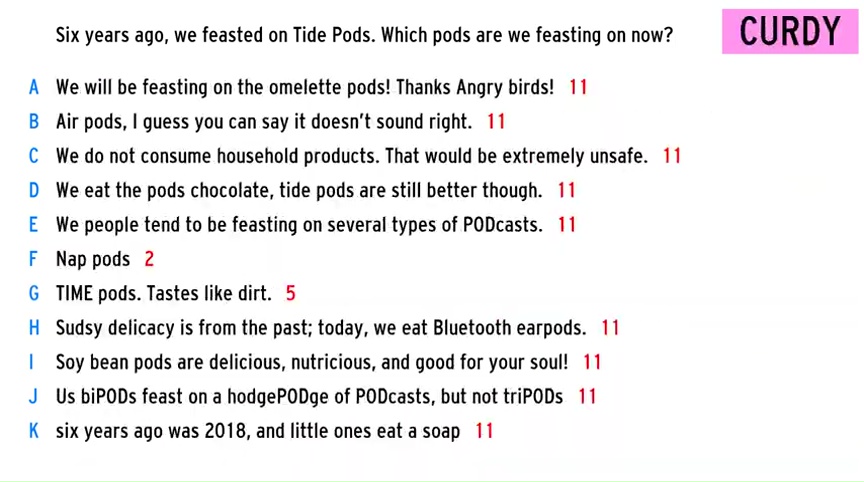 Six years ago, we feasted on Tide Pods. Which pods are we feasting on now?
CURDY
A We will be feasting on the omelette pods! Thanks Angry birds! 11
B Air pods, I guess you can say it doesn't sound right. 11
C We do not consume household products. That would be extremely unsafe. 11
D We eat the pods chocolate, tide pods are still better though. 11
E We people tend to be feasting on several types of PODcasts. 11
F Nap pods 2
G TIME pods. Tastes like dirt. 5
H Sudsy delicacy is from the past; today, we eat Bluetooth earpods. 11
I Soy bean pods are delicious, nutricious, and good for your soul! 11
J Us biPODs feast on a hodgePODge of PODcasts, but not triPODs 11
K six years ago was 2018, and little ones eat a soap 11